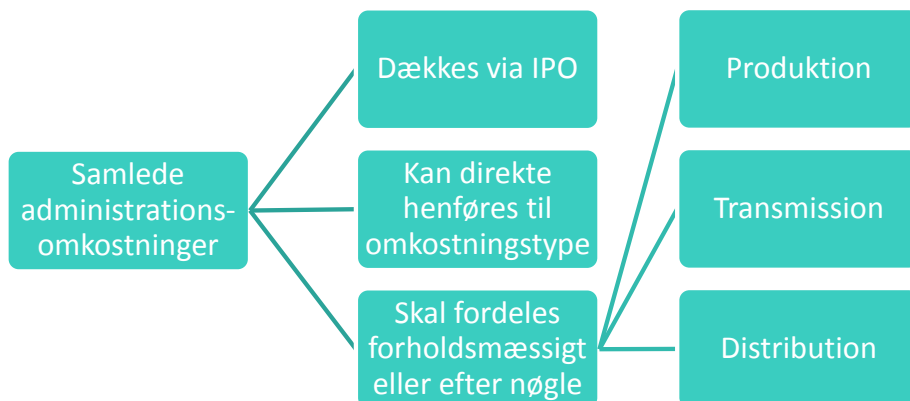 Samlede
administrations-
omkostninger
Dækkes via IPO
Kan direkte
henføres til
omkostningstype
Skal fordeles
forholdsmæssigt
eller efter nøgle
Produktion
Transmission
Distribution